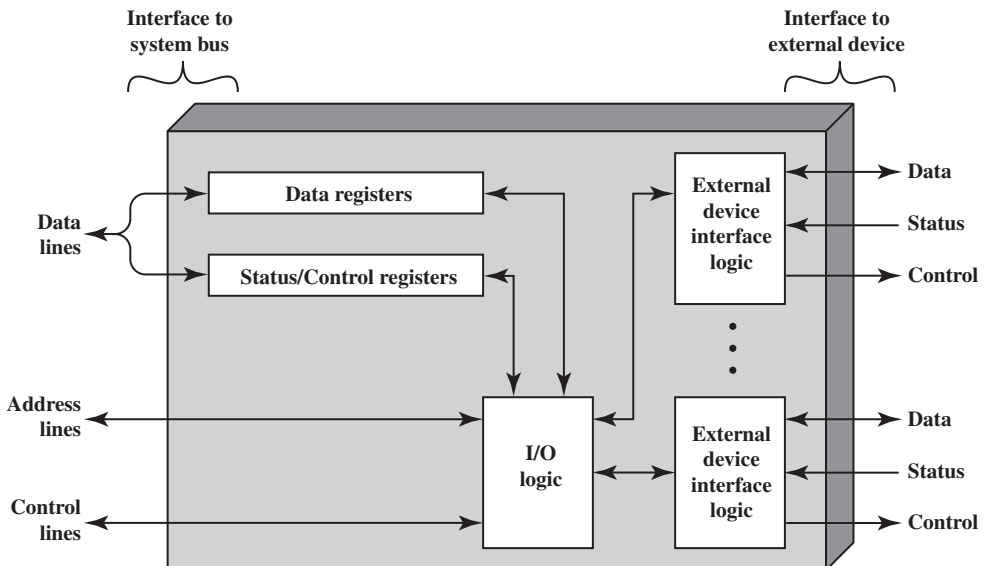 Interface to
system bus
Interface to
external device
Data registers
External
device
interface
logic
Data
Status
Control
Data
lines
Status/Control registers
Address
lines
I/O
logic
External
device
interface
logic
Data
Status
Control
Control
lines